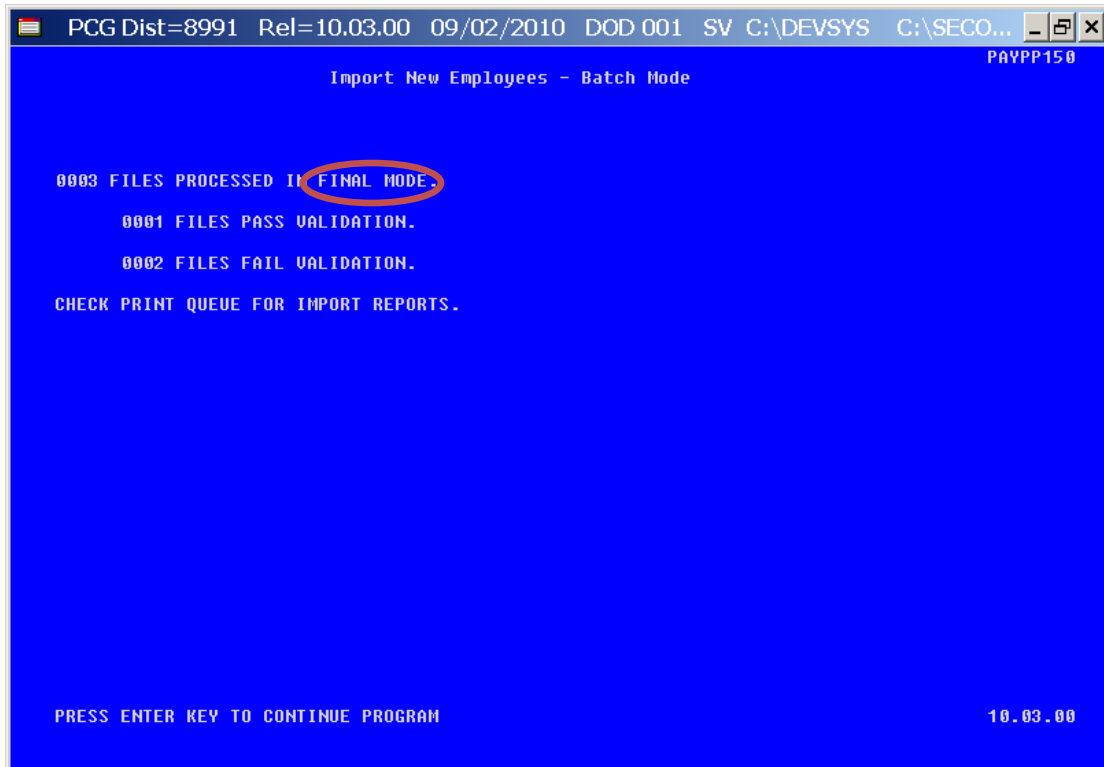 PCG Dist=8991 Rel=10.03.00 09/02/2010 DOD 001 SV C:\DEVSYS C:\SECO...
PAYPP150
Import New Employees - Batch Mode
0003 FILES PROCESSED IN FINAL MODE.
0001 FILES PASS VALIDATION.
0002 FILES FAIL VALIDATION.
CHECK PRINT QUEUE FOR IMPORT REPORTS.
PRESS ENTER KEY TO CONTINUE PROGRAM
10.03.00